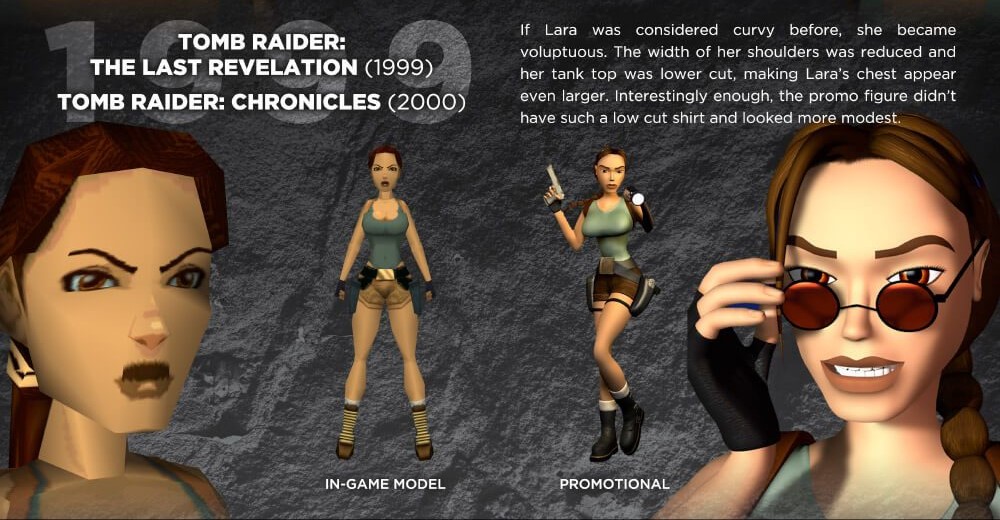 1999
TOMB RAIDER:
THE LAST REVELATION (1999)
TOMB RAIDER: CHRONICLES (2000)
If Lara was considered curvy before, she became
voluptuous. The width of her shoulders was reduced and
her tank top was lower cut, making Lara's chest appear
even larger. Interestingly enough, the promo figure didn't
have such a low cut shirt and looked more modest.
IN-GAME MODEL
PROMOTIONAL